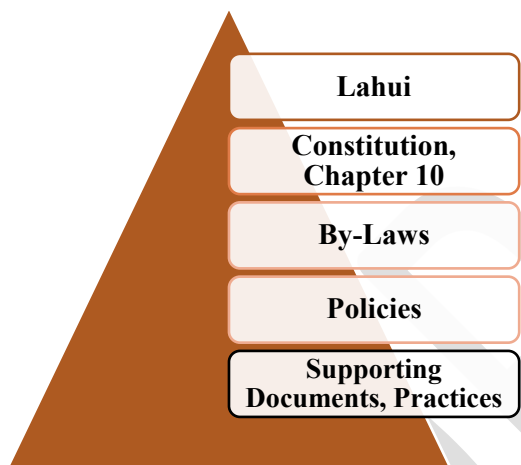 Lahui
Constitution,
Chapter 10
By-Laws
Policies
Supporting
Documents, Practices